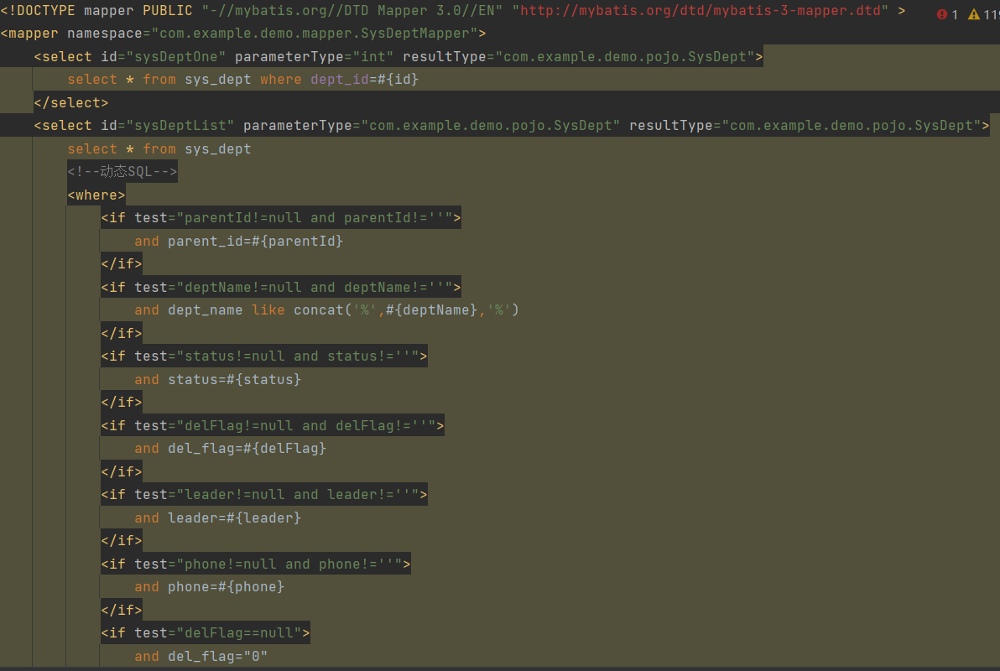 <!DOCTYPE mapper PUBLIC "-//mybatis.org//DTD Mapper 3.0//EN" "http://mybatis.org/dtd/mybatis-3-mapper.dtd" >
1 119
<mapper namespace="com.example.demo.mapper.SysDeptMapper">
<select id="sysDeptOne" parameterType="int" resultType="com.example.demo.pojo.SysDept">
select * from sys_dept where dept_id=#{id}
</select>
<select id="sysDeptList" parameterType="com.example.demo.pojo.SysDept" resultType="com.example.demo.pojo.SysDept">
select * from sys_dept
<!--动态SQL-->
<where>
<if test="parentId!=null and parentId!=''">
and parent_id=#{parentId}
</if>
<if test="deptName!=null and deptName!=''">
and dept_name like concat('%',#{deptName},'%')
</if>
<if test="status!=null and status!=''">
and status=#{status}
</if>
<if test="delFlag!=null and delFlag!=''">
and del_flag=#{delFlag}
</if>
<if test="leader!=null and leader!=''">
and leader=#{leader}
</if>
<if test="phone!=null and phone!=''">
and phone=#{phone}
</if>
<if test="delFlag==null">
and del_flag="0"